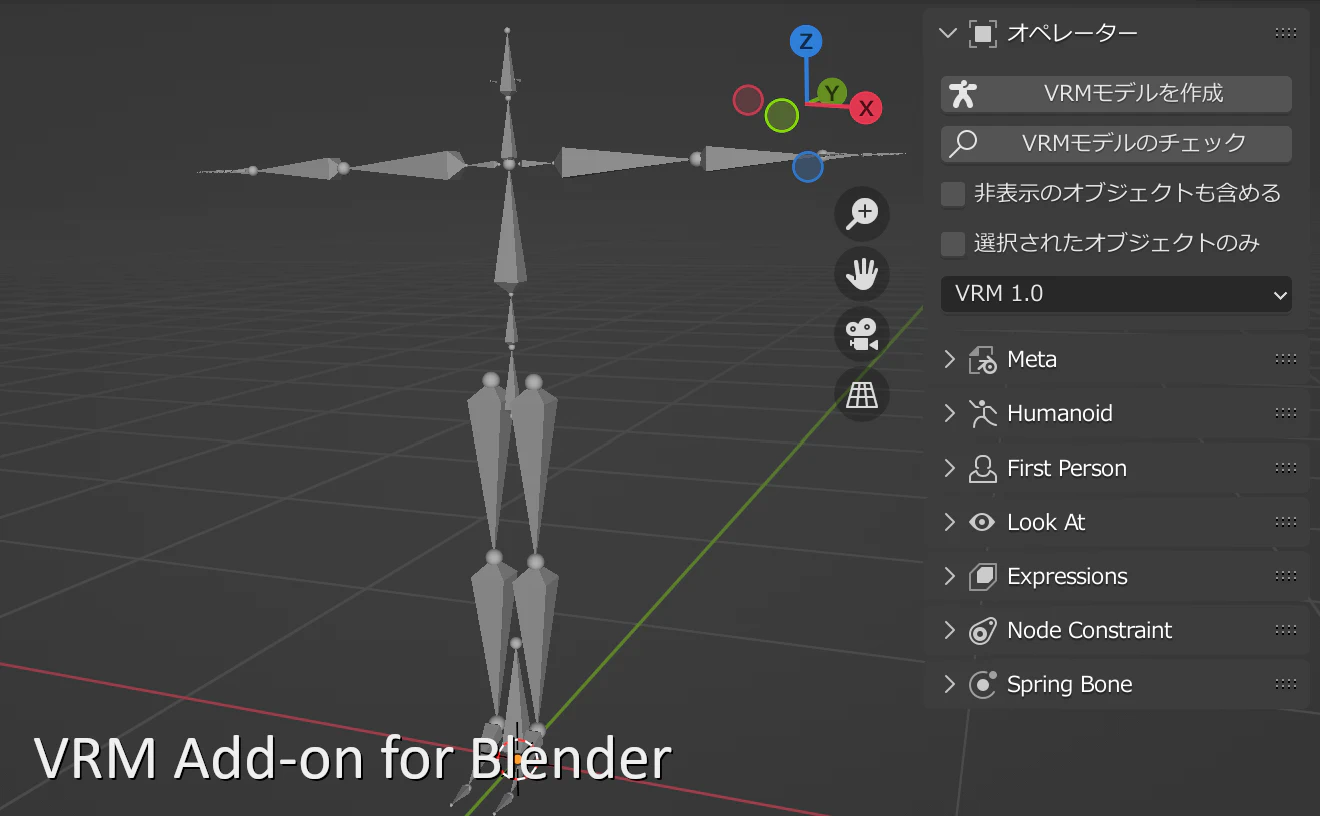 オペレーター
VRMモデルを作成
VRMモデルのチェック
非表示のオブジェクトも含める
選択されたオブジェクトのみ
VRM 1.0
Meta
Humanoid
First Person
Look At
Expressions
Node Constraint
Spring Bone
Z
Y
X
VRM Add-on for Blender